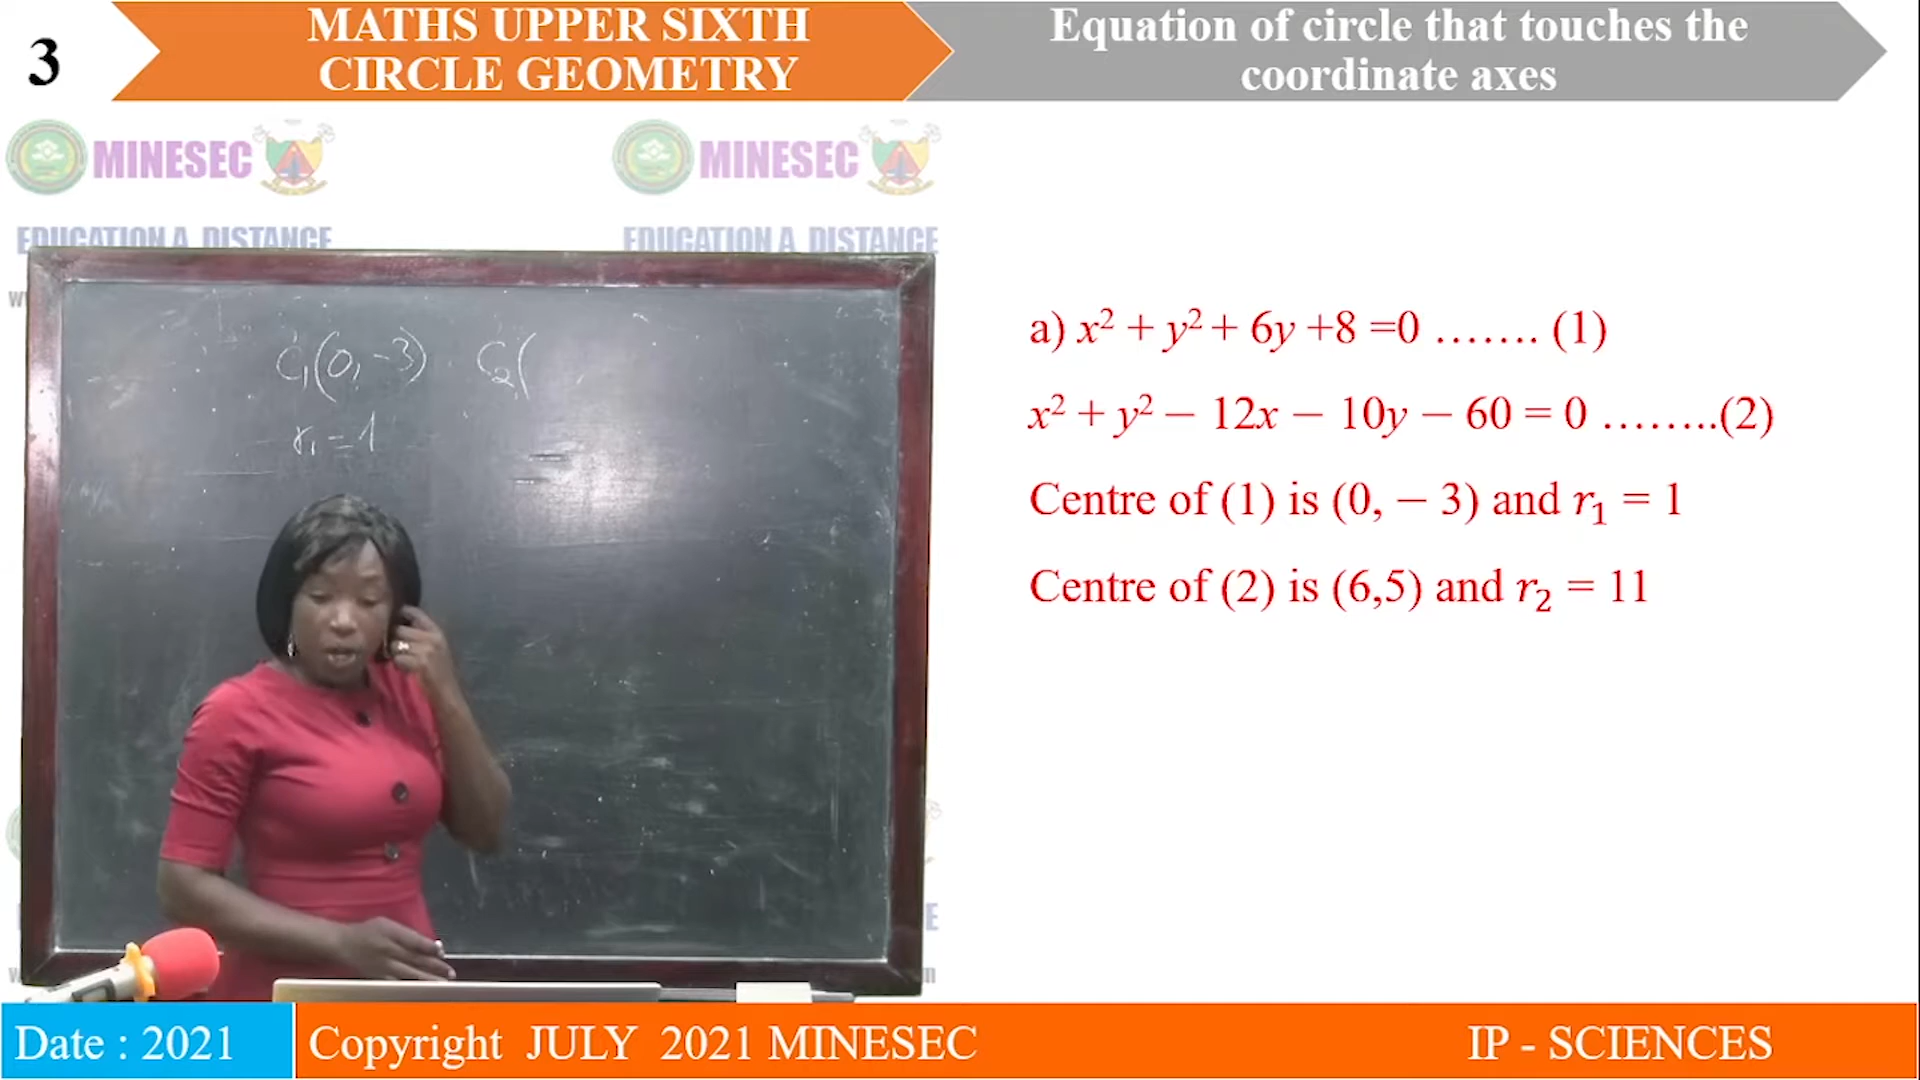 3
MATHS UPPER SIXTH
CIRCLE GEOMETRY
Equation of circle that touches the
coordinate axes
MINESEC
MINESEC
EDUCATION A DISTANCE
EDUCATION A DISTANCE
C₁(0, -3) C₂(
r₁ = 1
a) x² + y² + 6y +8 =0 ……. (1)
x² + y² – 12x – 10y – 60 = 0 ……..(2)
Centre of (1) is (0, – 3) and r₁ = 1
Centre of (2) is (6,5) and r₂ = 11
Date : 2021
Copyright JULY 2021 MINESEC
IP - SCIENCES